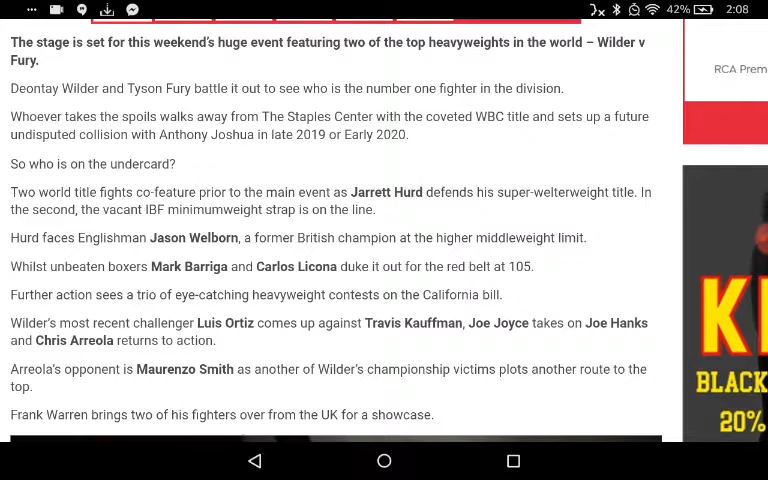 42% 2:08
The stage is set for this weekend's huge event featuring two of the top heavyweights in the world – Wilder v
Fury.
Deontay Wilder and Tyson Fury battle it out to see who is the number one fighter in the division.
Whoever takes the spoils walks away from The Staples Center with the coveted WBC title and sets up a future
undisputed collision with Anthony Joshua in late 2019 or Early 2020.
So who is on the undercard?
Two world title fights co-feature prior to the main event as Jarrett Hurd defends his super-welterweight title. In
the second, the vacant IBF minimumweight strap is on the line.
Hurd faces Englishman Jason Welborn, a former British champion at the higher middleweight limit.
Whilst unbeaten boxers Mark Barriga and Carlos Licona duke it out for the red belt at 105.
Further action sees a trio of eye-catching heavyweight contests on the California bill.
Wilder's most recent challenger Luis Ortiz comes up against Travis Kauffman, Joe Joyce takes on Joe Hanks
and Chris Arreola returns to action.
Arreola's opponent is Maurenzo Smith as another of Wilder's championship victims plots another route to the
top.
Frank Warren brings two of his fighters over from the UK for a showcase.
RCA Prem
K
BLACK
20%